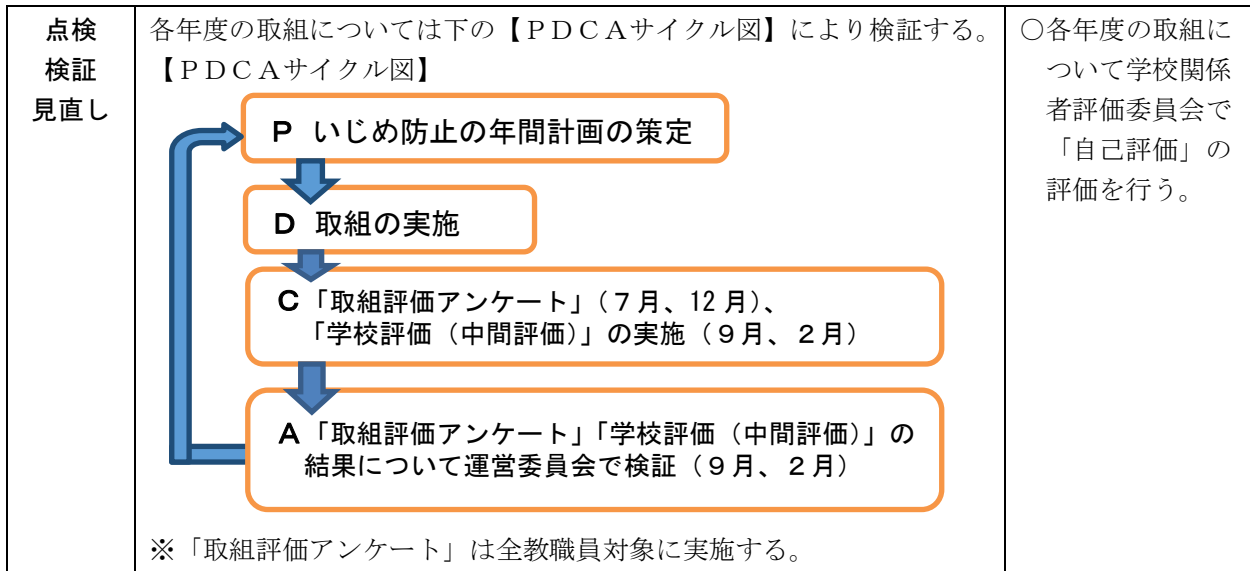 点検
検証
見直し
各年度の取組については下の【ＰＤＣＡサイクル図】により検証する。
【ＰＤＣＡサイクル図】
Ｐ いじめ防止の年間計画の策定
Ｄ 取組の実施
Ｃ「取組評価アンケート」（７月、12月）、
「学校評価（中間評価）」の実施（９月、２月）
Ａ「取組評価アンケート」「学校評価（中間評価）」の
結果について運営委員会で検証（９月、２月）
※「取組評価アンケート」は全教職員対象に実施する。
○各年度の取組に
ついて学校関係
者評価委員会で
「自己評価」の
評価を行う。